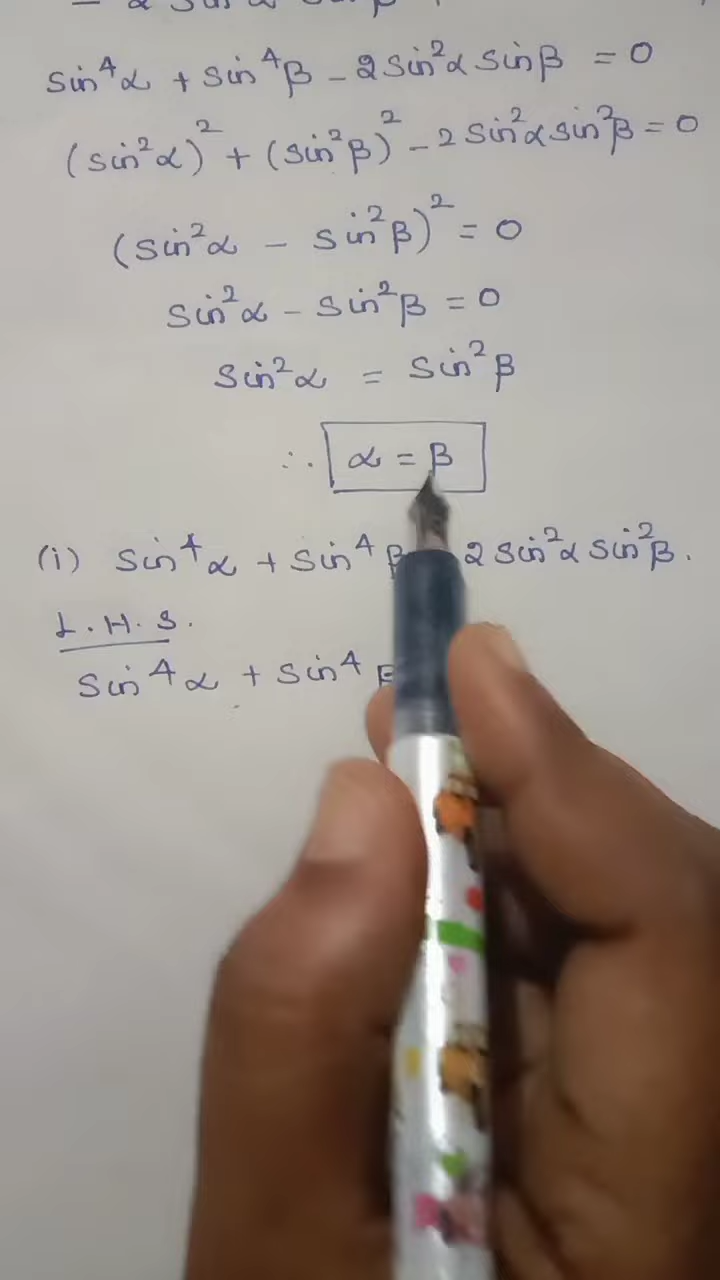 sin⁴α + sin⁴β - 2sin²α sinβ = 0
(sin²α)² + (sin²β)² - 2sin²α sin²β = 0
(sin²α - sin²β)² = 0
sin²α - sin²β = 0
sin²α = sin²β
∴ α = β
(i) sin⁴α + sin⁴β 2 sin²α sin²β.
L.H.S.
sin⁴α + sin⁴β